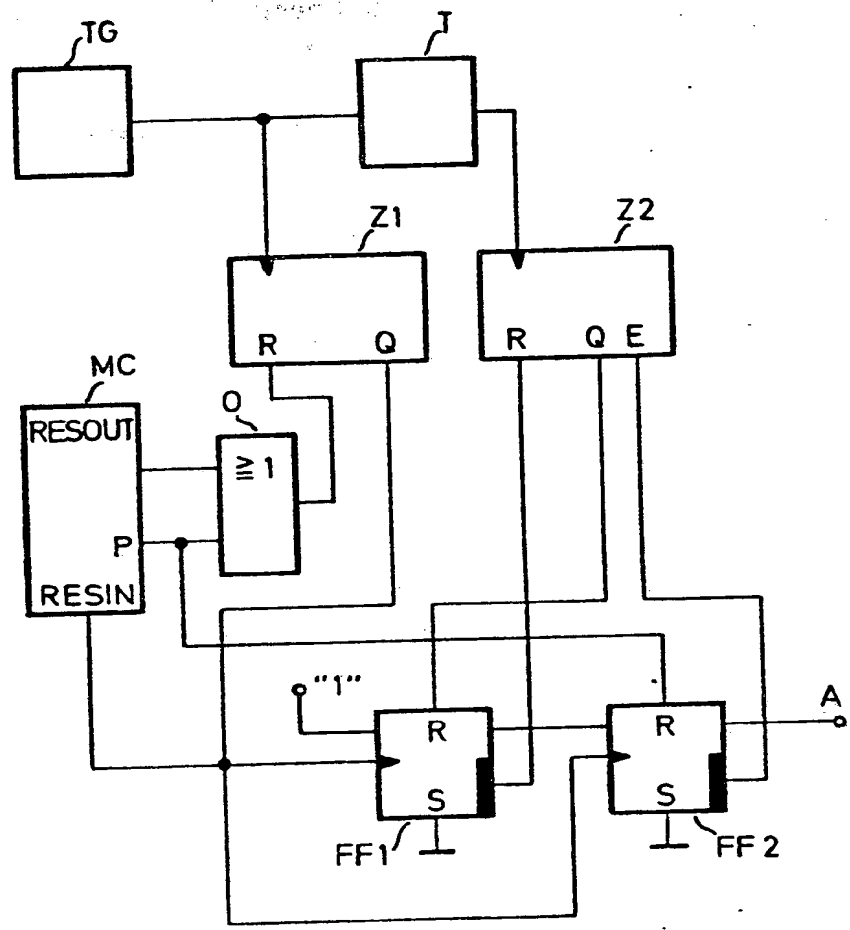 TG
T
Z1
Z2
R Q
R Q E
MC
O
RESOUT
≧ 1
P
RESIN
"1"
A
R
R
S
S
FF1
FF2